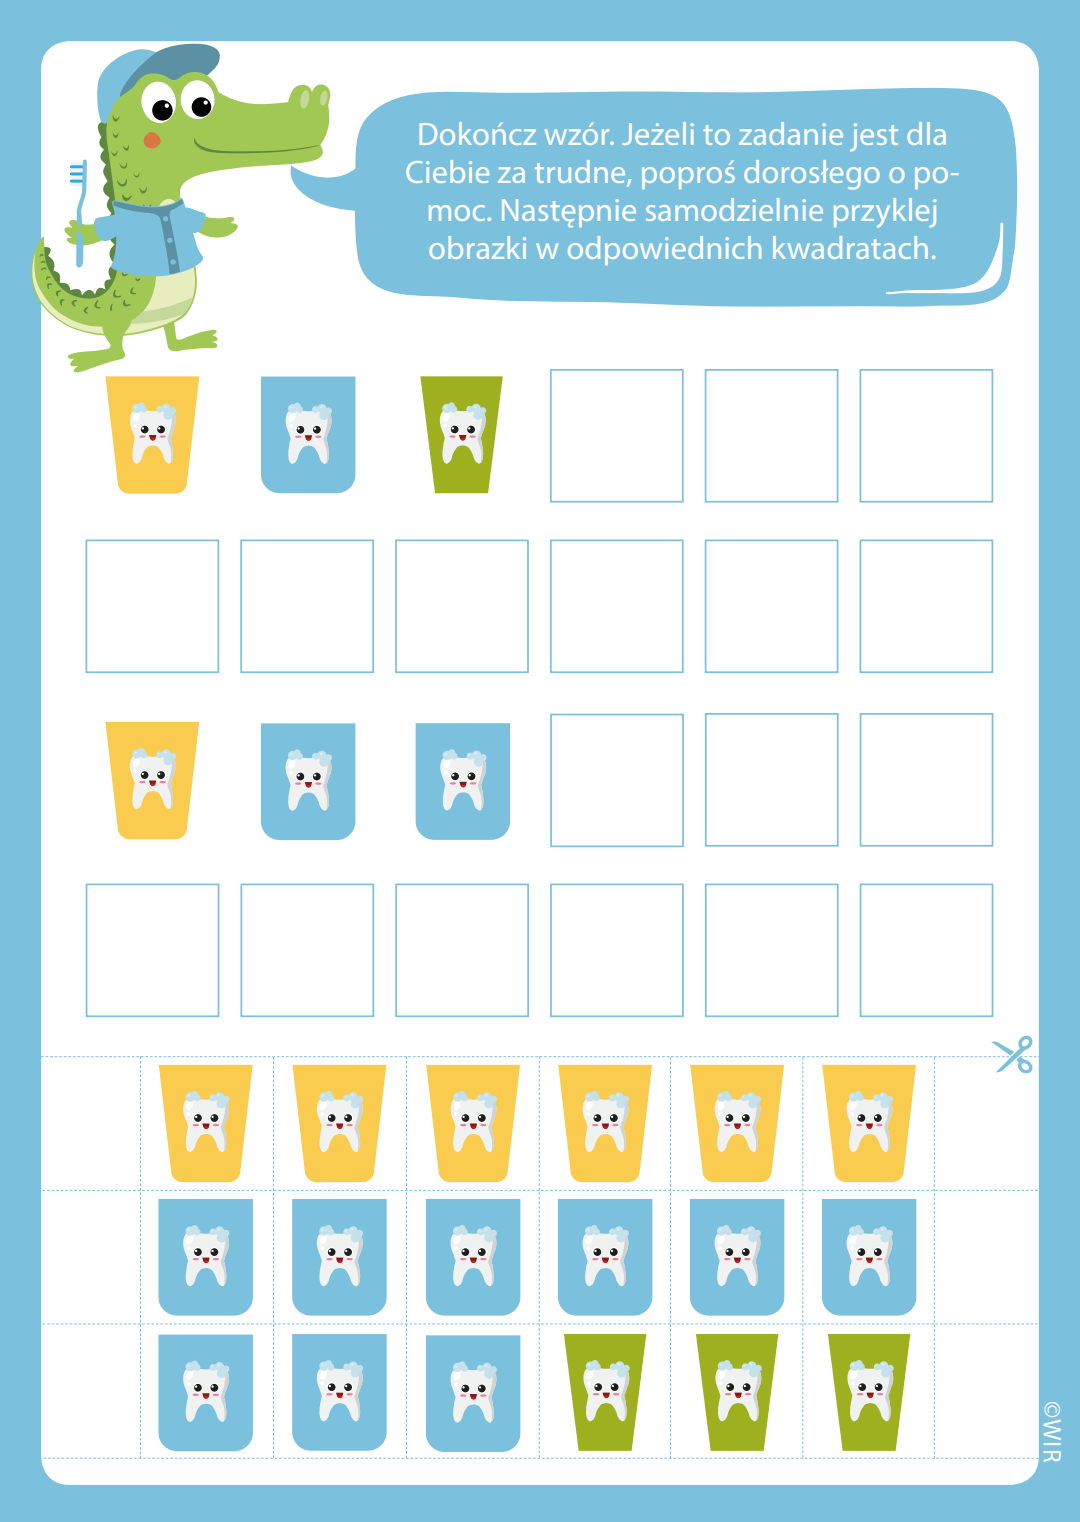 Dokończ wzór. Jeżeli to zadanie jest dla
Ciebie za trudne, poproś dorosłego o po-
moc. Następnie samodzielnie przyklej
obrazki w odpowiednich kwadratach.
©WIR